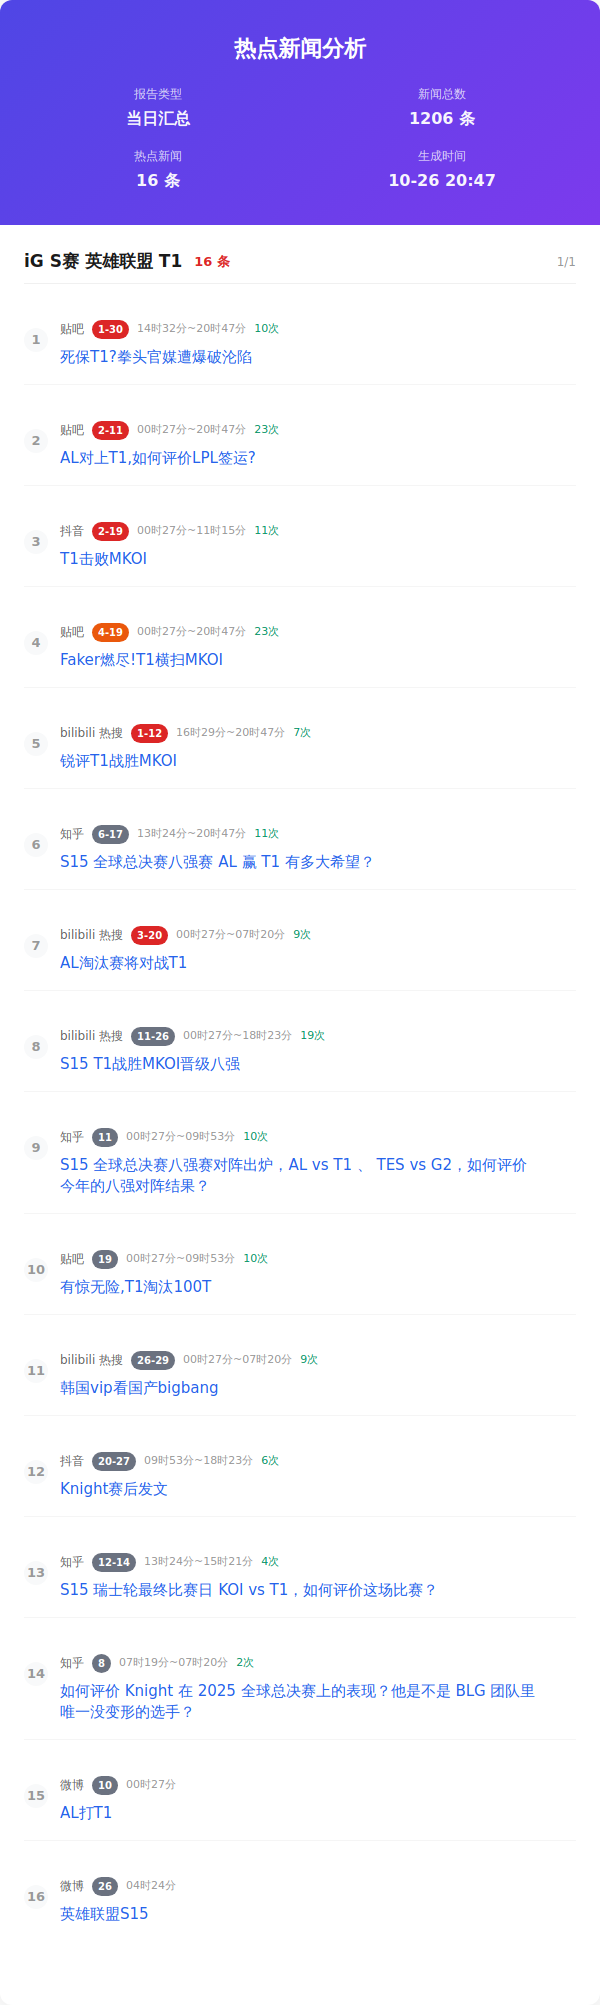 热点新闻分析
报告类型
当日汇总
新闻总数
1206 条
热点新闻
16 条
生成时间
10-26 20:47
iG S赛 英雄联盟 T1 16 条 1/1
1 贴吧 1-30 14时32分~20时47分 10次
死保T1?拳头官媒遭爆破沦陷
2 贴吧 2-11 00时27分~20时47分 23次
AL对上T1,如何评价LPL签运?
3 抖音 2-19 00时27分~11时15分 11次
T1击败MKOI
4 贴吧 4-19 00时27分~20时47分 23次
Faker燃尽!T1横扫MKOI
5 bilibili 热搜 1-12 16时29分~20时47分 7次
锐评T1战胜MKOI
6 知乎 6-17 13时24分~20时47分 11次
S15 全球总决赛八强赛 AL 赢 T1 有多大希望？
7 bilibili 热搜 3-20 00时27分~07时20分 9次
AL淘汰赛将对战T1
8 bilibili 热搜 11-26 00时27分~18时23分 19次
S15 T1战胜MKOI晋级八强
9 知乎 11 00时27分~09时53分 10次
S15 全球总决赛八强赛对阵出炉，AL vs T1 、 TES vs G2，如何评价
今年的八强对阵结果？
10 贴吧 19 00时27分~09时53分 10次
有惊无险,T1淘汰100T
11 bilibili 热搜 26-29 00时27分~07时20分 9次
韩国vip看国产bigbang
12 抖音 20-27 09时53分~18时23分 6次
Knight赛后发文
13 知乎 12-14 13时24分~15时21分 4次
S15 瑞士轮最终比赛日 KOI vs T1，如何评价这场比赛？
14 知乎 8 07时19分~07时20分 2次
如何评价 Knight 在 2025 全球总决赛上的表现？他是不是 BLG 团队里
唯一没变形的选手？
15 微博 10 00时27分
AL打T1
16 微博 26 04时24分
英雄联盟S15